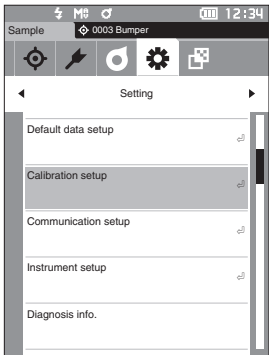 12:34
Sample
0003 Bumper
Setting
Default data setup
Calibration setup
Communication setup
Instrument setup
Diagnosis info.